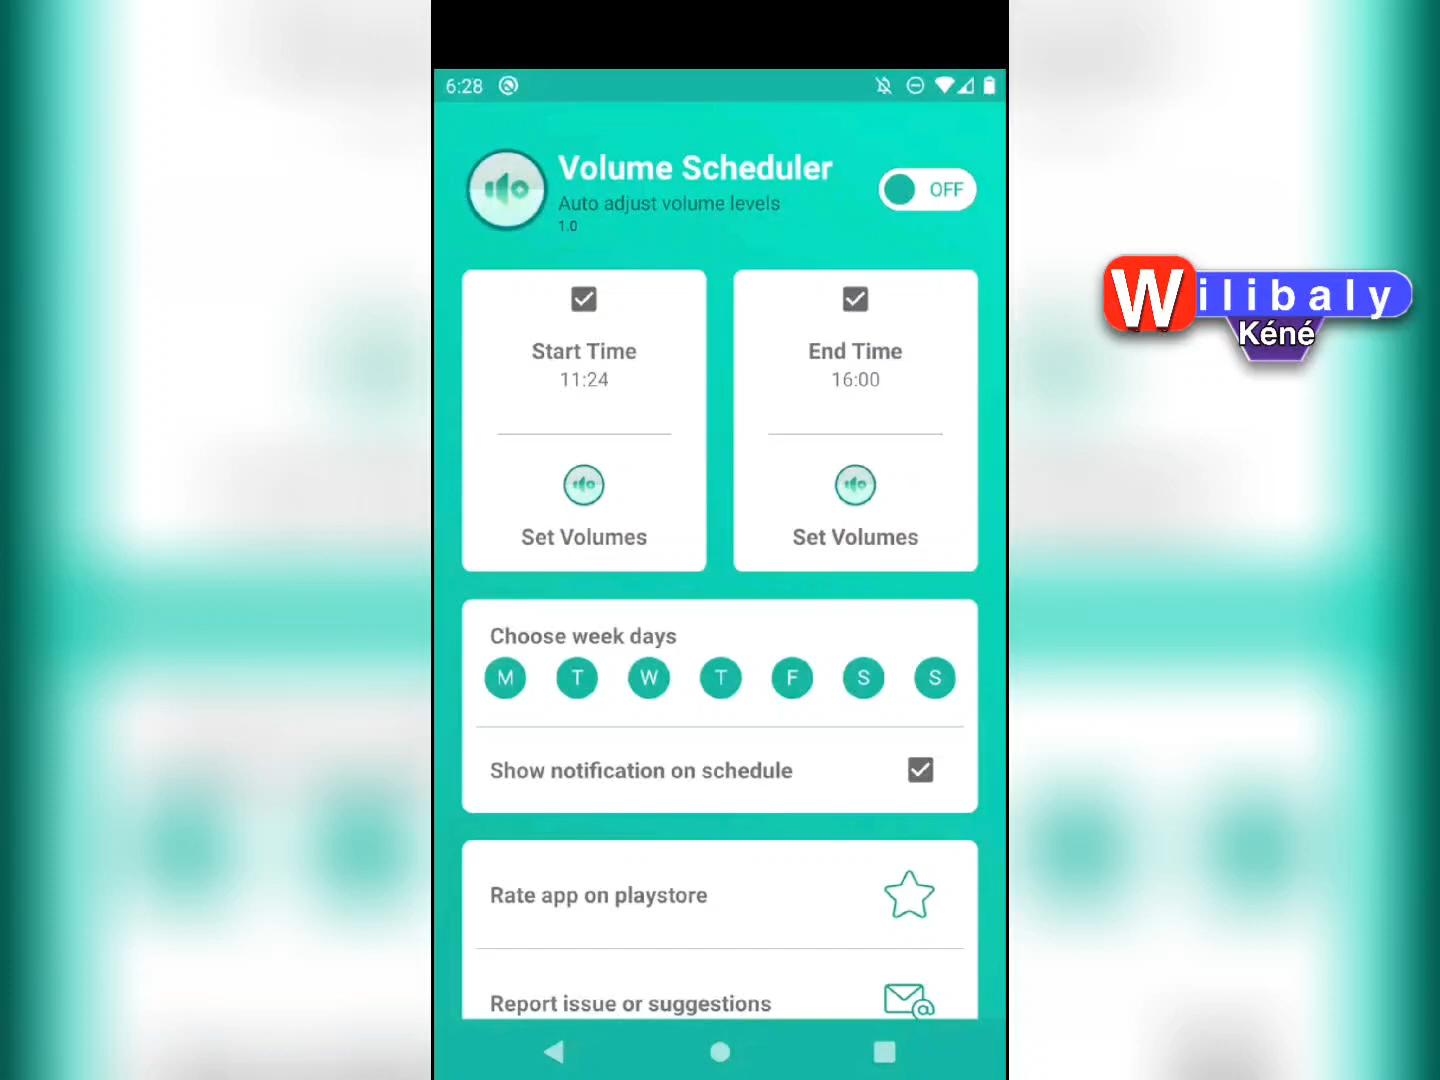 6:28
Volume Scheduler
Auto adjust volume levels
1.0
OFF
Start Time
11:24
Set Volumes
End Time
16:00
Set Volumes
Choose week days
M T W T F S S
Show notification on schedule
Rate app on playstore
Report issue or suggestions
Wilibaly
Kéné